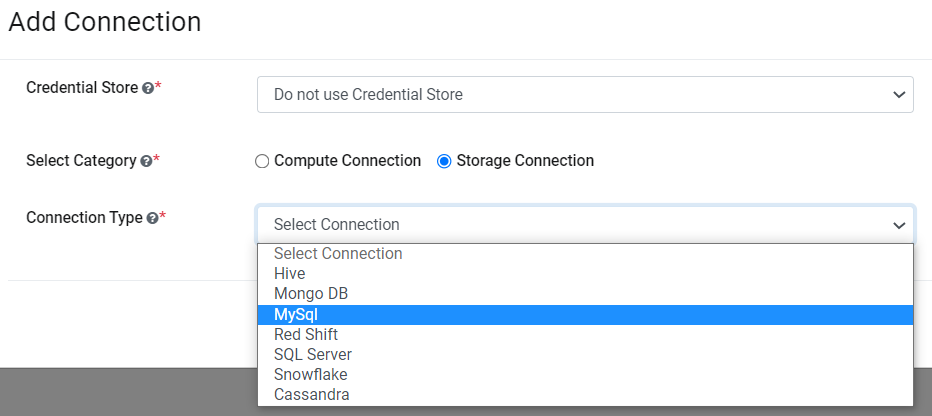 Add Connection
Credential Store ?*
Do not use Credential Store
Select Category ?*
Compute Connection Storage Connection
Connection Type ?*
Select Connection
Select Connection
Hive
Mongo DB
MySql
Red Shift
SQL Server
Snowflake
Cassandra